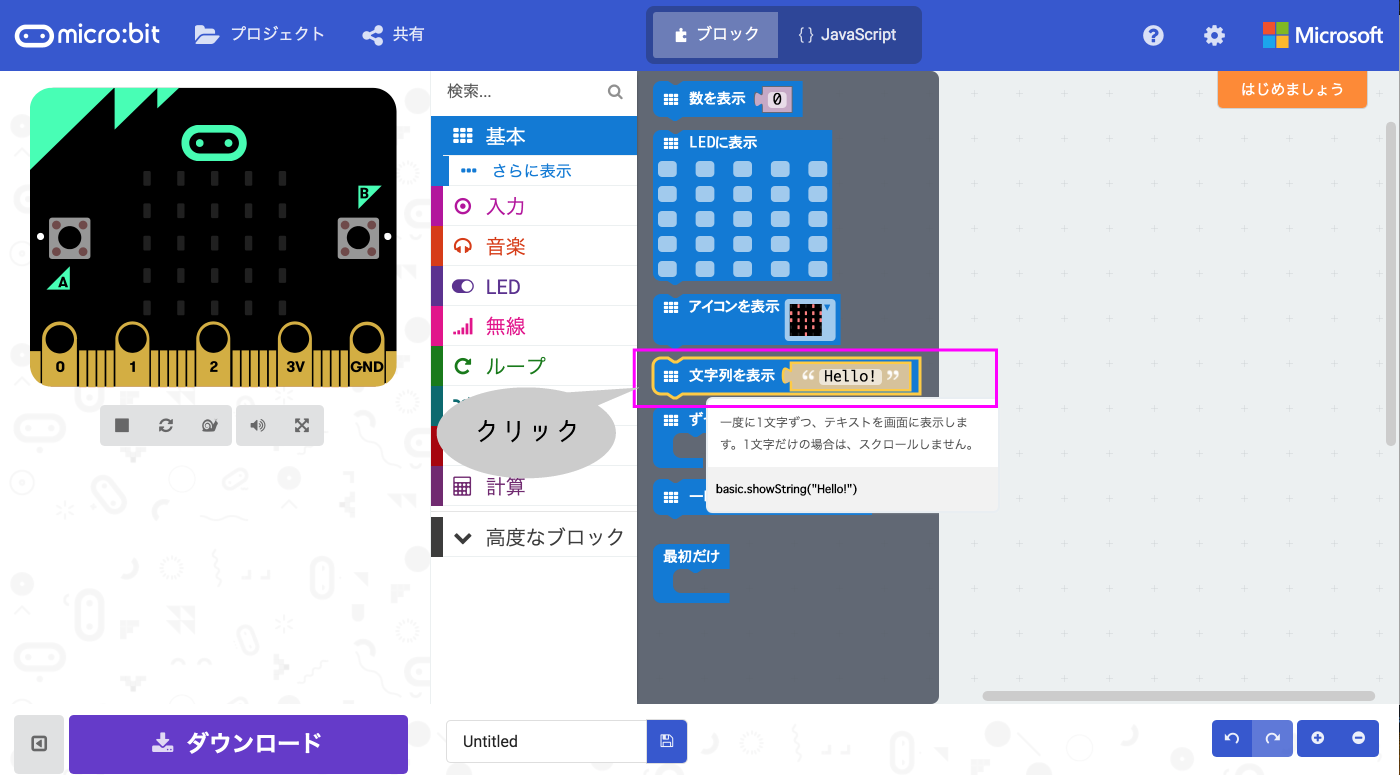 micro:bit
プロジェクト
共有
ブロック
{ } JavaScript
Microsoft
はじめましょう
B
A
0
1
2
3V
GND
検索...
基本
さらに表示
入力
音楽
LED
無線
ループ
計算
高度なブロック
クリック
数を表示 0
LEDに表示
アイコンを表示
文字列を表示 “ Hello! ”
ず
一度に1文字ずつ、テキストを画面に表示しま
す。1文字だけの場合は、スクロールしません。
basic.showString("Hello!")
最初だけ
ダウンロード
Untitled